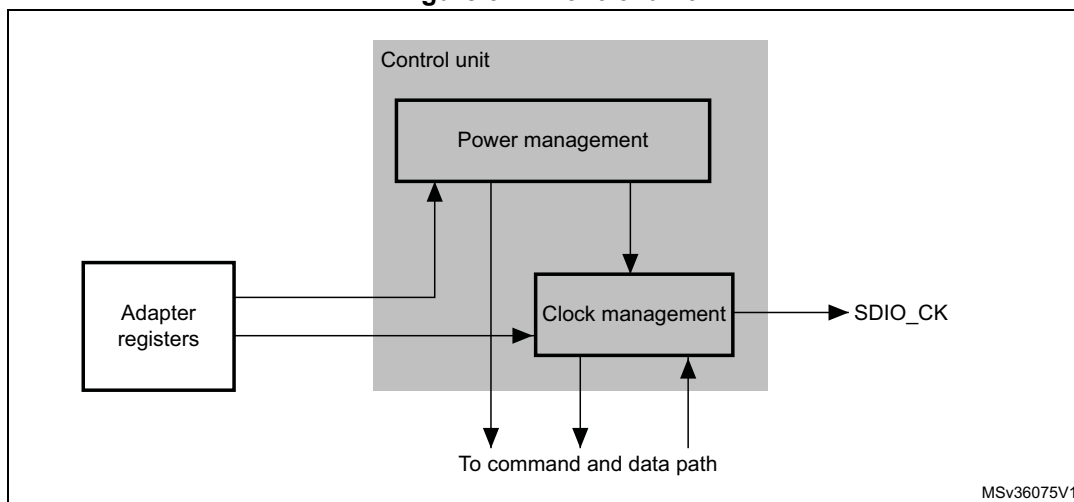 Control unit
Power management
Adapter
registers
Clock management
SDIO_CK
To command and data path
MSv36075V1